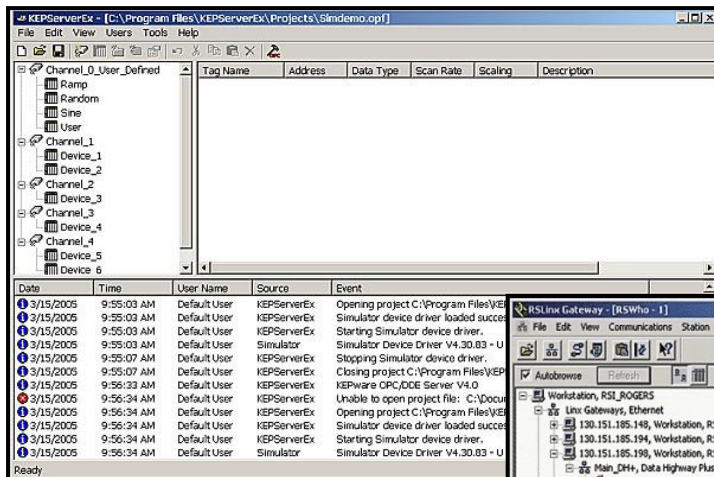 KEPServerEx - [C:\Program Files\KEPServerEx\Projects\Simdemo.opf]
File Edit View Users Tools Help
Channel_0_User_Defined
Ramp
Random
Sine
User
Channel_1
Device_1
Device_2
Channel_2
Device_3
Channel_3
Device_4
Channel_4
Device_5
Device_6
Tag Name Address Data Type Scan Rate Scaling Description
Date Time User Name Source Event
3/15/2005 9:55:03 AM Default User KEPServerEx Opening project C:\Program Files\KEP
3/15/2005 9:55:03 AM Default User KEPServerEx Simulator device driver loaded succes
3/15/2005 9:55:03 AM Default User KEPServerEx Starting Simulator device driver.
3/15/2005 9:55:03 AM Default User Simulator Simulator Device Driver V4.30.83 - U
3/15/2005 9:55:07 AM Default User KEPServerEx Stopping Simulator device driver.
3/15/2005 9:55:07 AM Default User KEPServerEx Closing project C:\Program Files\KEP
3/15/2005 9:56:33 AM Default User KEPServerEx KEPware OPC/DDE Server V4.0
3/15/2005 9:56:34 AM Default User KEPServerEx Unable to open project file: C:\Docu
3/15/2005 9:56:34 AM Default User KEPServerEx Opening project C:\Program Files\KEP
3/15/2005 9:56:34 AM Default User KEPServerEx Simulator device driver loaded succes
3/15/2005 9:56:34 AM Default User KEPServerEx Starting Simulator device driver.
3/15/2005 9:56:34 AM Default User Simulator Simulator Device Driver V4.30.83 - U
Ready
RSLinx Gateway - [RSWho - 1]
File Edit View Communications Station
Autobrowse Refresh
Workstation, RSI_ROGERS
Linx Gateways, Ethernet
130.151.185.148, Workstation, RS
130.151.185.194, Workstation, RS
130.151.185.198, Workstation, RS
Main_DH+, Data Highway Plus